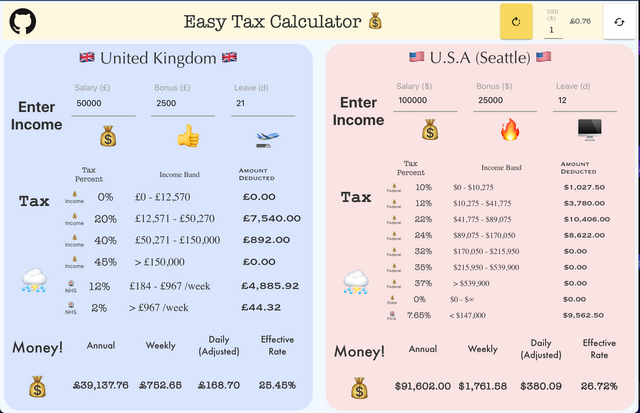 Easy Tax Calculator
USD ($)
1
£0.76
United Kingdom
Enter Income
Salary (£) Bonus (£) Leave (d)
50000 2500 21
Tax
Tax Percent Income Band AMOUNT DEDUCTED
Income 0% £0 - £12,570 £0.00
Income 20% £12,571 - £50,270 £7,540.00
Income 40% £50,271 - £150,000 £892.00
Income 45% > £150,000 £0.00
NHS 12% £184 - £967 /week £4,885.92
NHS 2% > £967 /week £44.32
Money!
Annual Weekly Daily (Adjusted) Effective Rate
£39,137.76 £752.65 £168.70 25.45%
U.S.A (Seattle)
Enter Income
Salary ($) Bonus ($) Leave (d)
100000 25000 12
Tax
Tax Percent Income Band AMOUNT DEDUCTED
Federal 10% $0 - $10,275 $1,027.50
Federal 12% $10,275 - $41,775 $3,780.00
Federal 22% $41,775 - $89,075 $10,406.00
Federal 24% $89,075 - $170,050 $8,622.00
Federal 32% $170,050 - $215,950 $0.00
Federal 35% $215,950 - $539,900 $0.00
Federal 37% > $539,900 $0.00
State 0% $0 - $∞ $0.00
FICA 7.65% < $147,000 $9,562.50
Money!
Annual Weekly Daily (Adjusted) Effective Rate
$91,602.00 $1,761.58 $380.09 26.72%